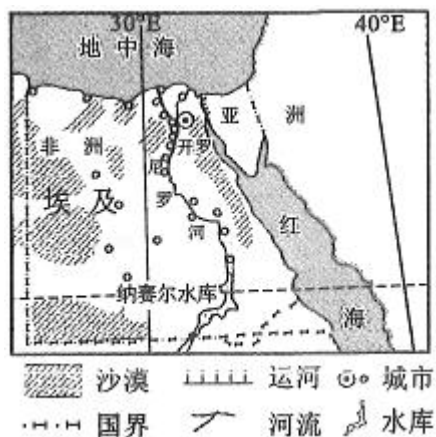 30°E 40°E
地中海
亚洲
非洲
开罗
埃及
尼罗河
红海
纳赛尔水库
沙漠 运河 城市
国界 河流 水库